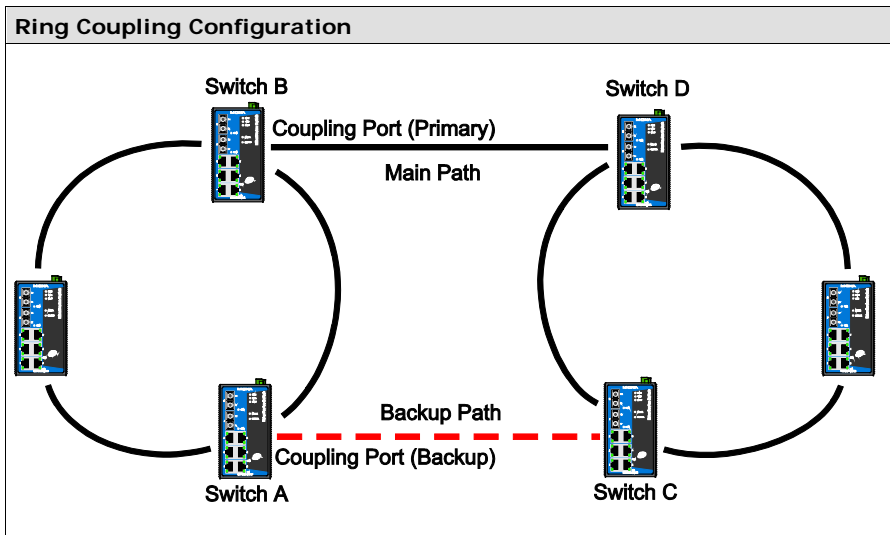 Ring Coupling Configuration
Switch B
Switch D
Coupling Port (Primary)
Main Path
Backup Path
Coupling Port (Backup)
Switch A
Switch C